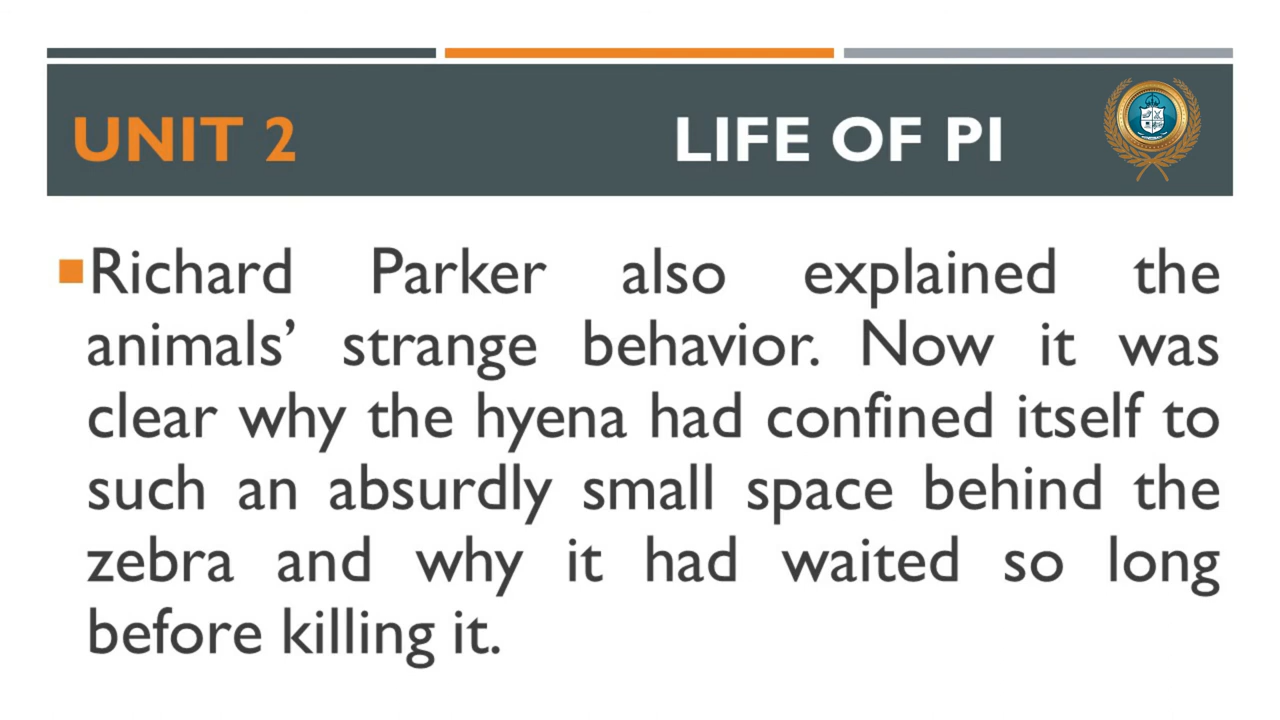 UNIT 2 LIFE OF PI
Richard Parker also explained the
animals’ strange behavior. Now it was
clear why the hyena had confined itself to
such an absurdly small space behind the
zebra and why it had waited so long
before killing it.